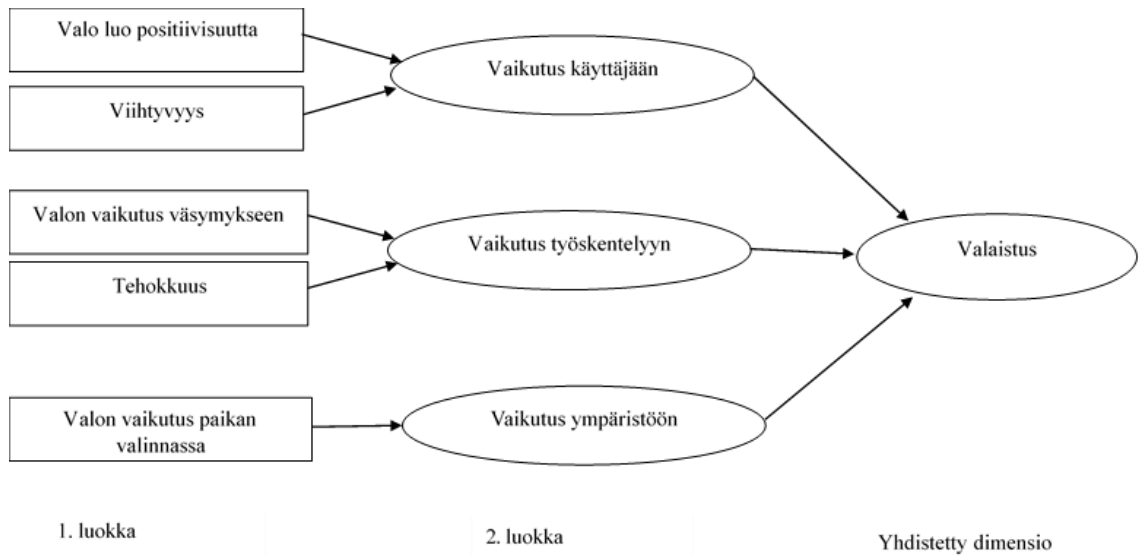 Valo luo positiivisuutta
Viihtyvyys
Vaikutus käyttäjään
Valon vaikutus väsymykseen
Tehokkuus
Vaikutus työskentelyyn
Valaistus
Valon vaikutus paikan
valinnassa
Vaikutus ympäristöön
1. luokka
2. luokka
Yhdistetty dimensio